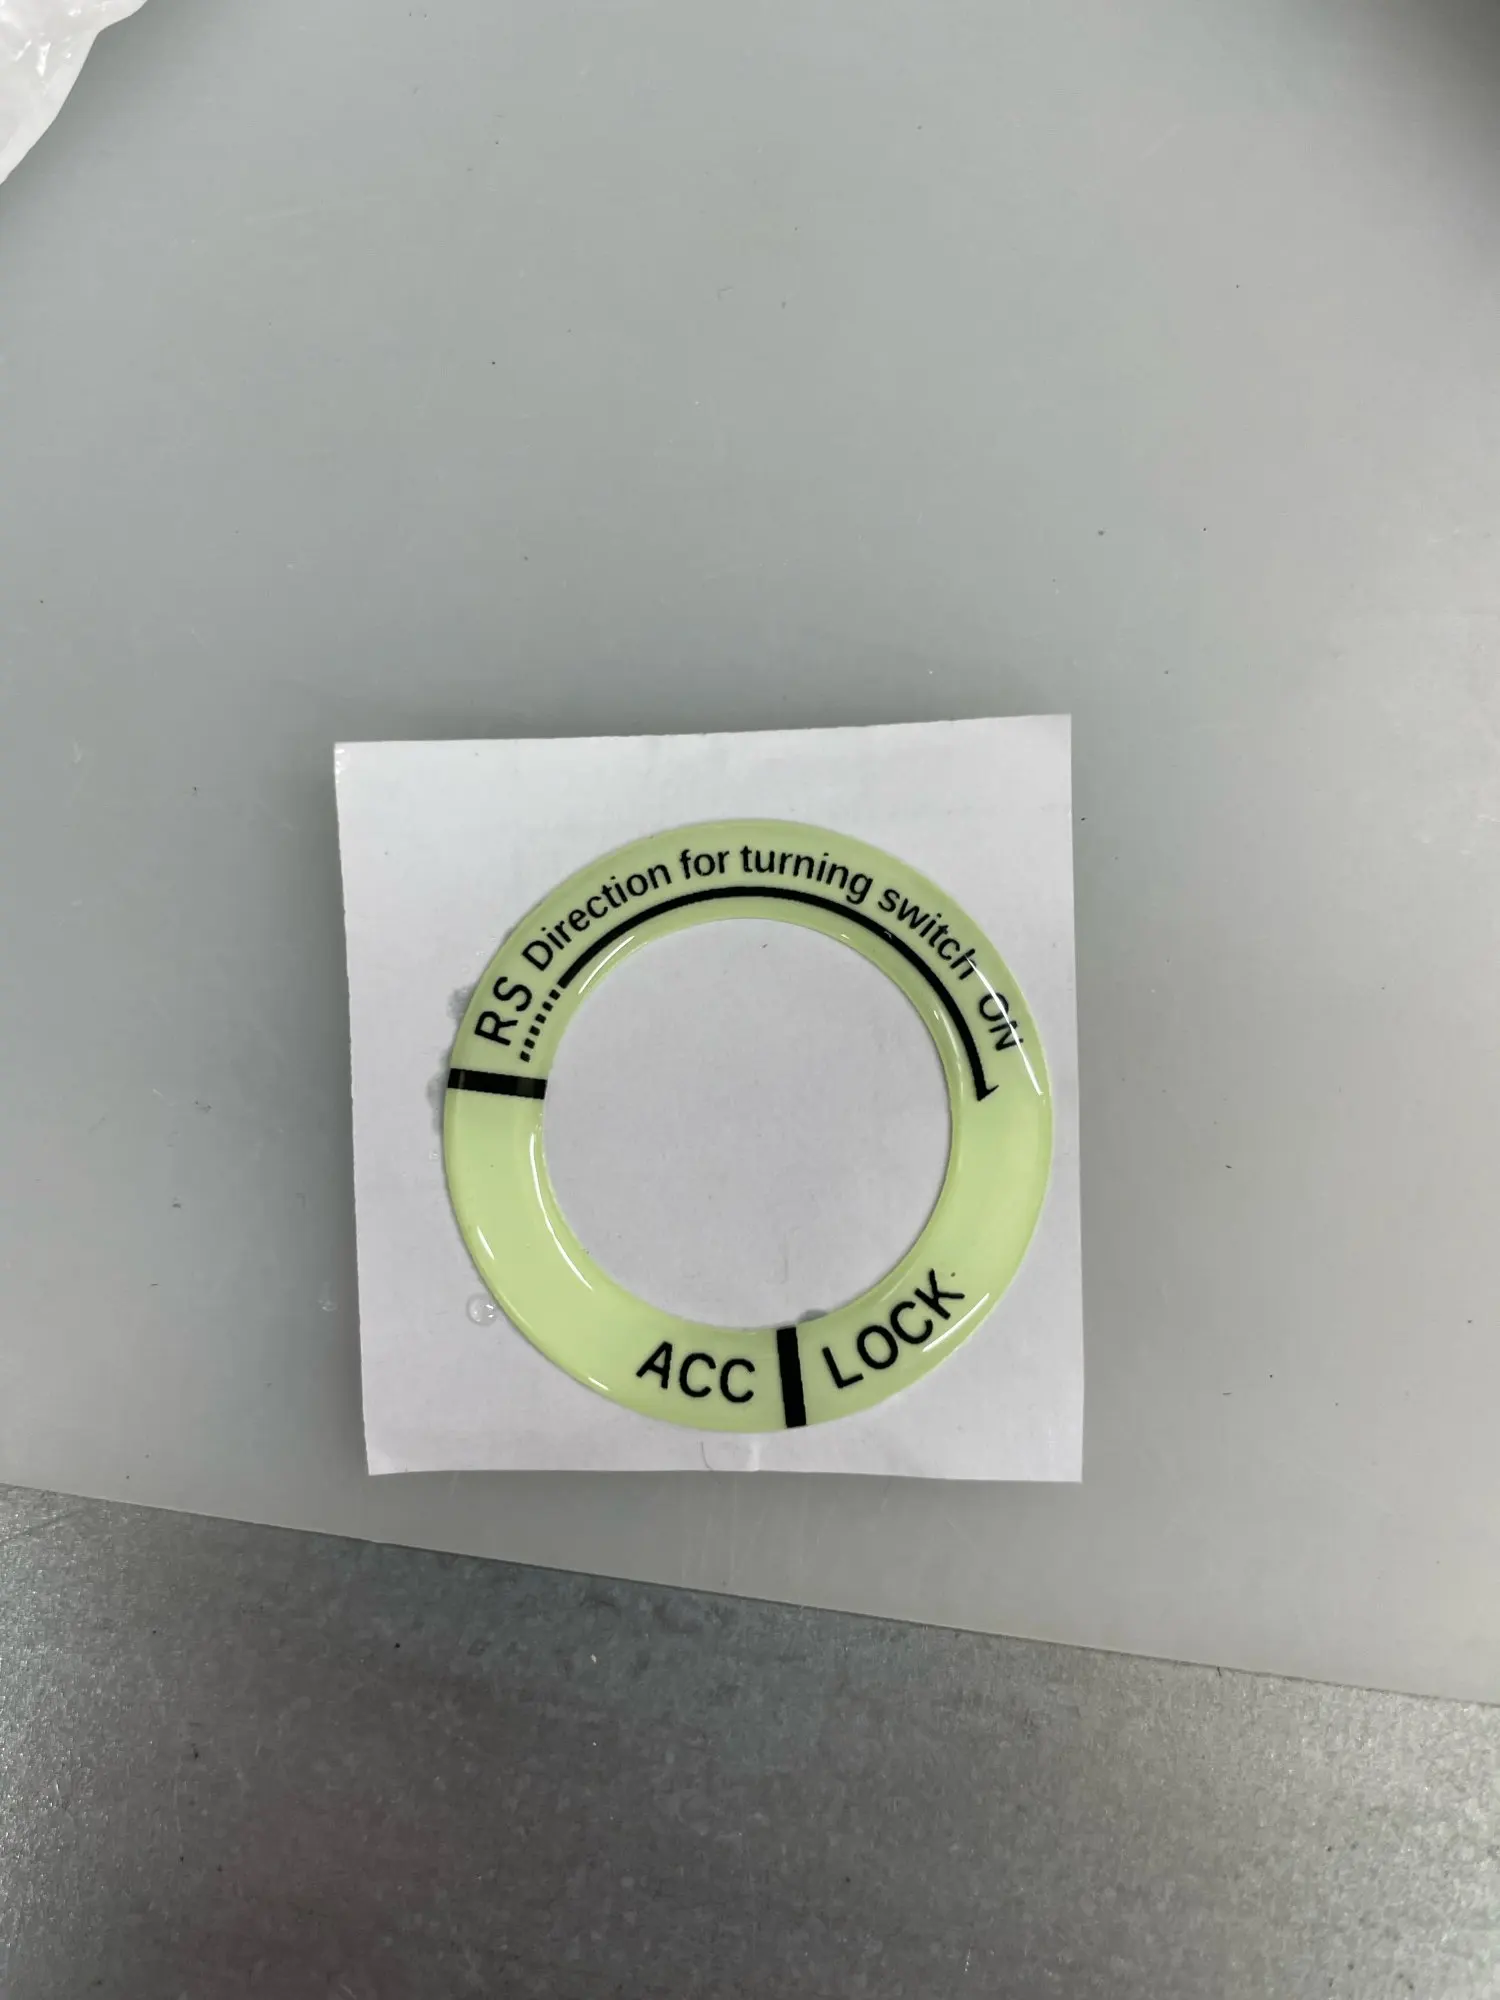 RS Direction for turning switch ON
ACC
LOCK